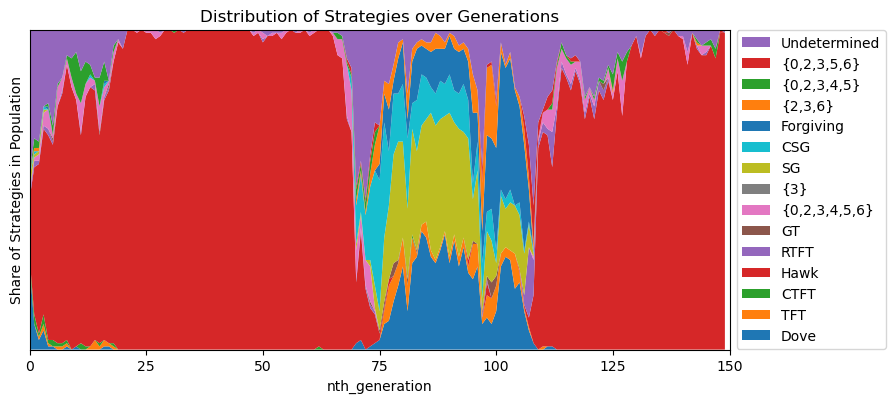 Distribution of Strategies over Generations
Share of Strategies in Population
0 25 50 75 100 125 150
nth_generation
Undetermined
{0,2,3,5,6}
{0,2,3,4,5}
{2,3,6}
Forgiving
CSG
SG
{3}
{0,2,3,4,5,6}
GT
RTFT
Hawk
CTFT
TFT
Dove